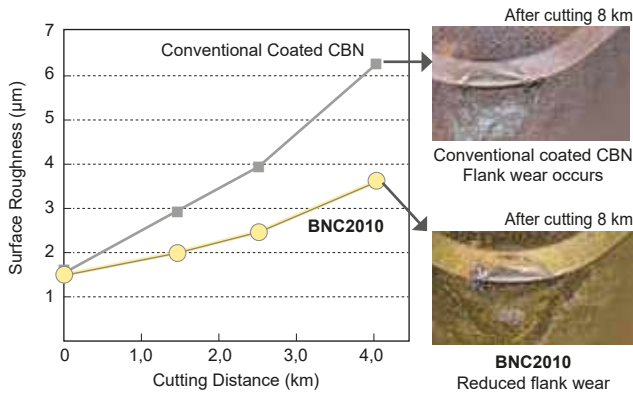 Surface Roughness (μm)
7
6
5
4
3
2
1
0
1,0
2,0
3,0
4,0
Cutting Distance (km)
Conventional Coated CBN
BNC2010
After cutting 8 km
Conventional coated CBN
Flank wear occurs
After cutting 8 km
BNC2010
Reduced flank wear